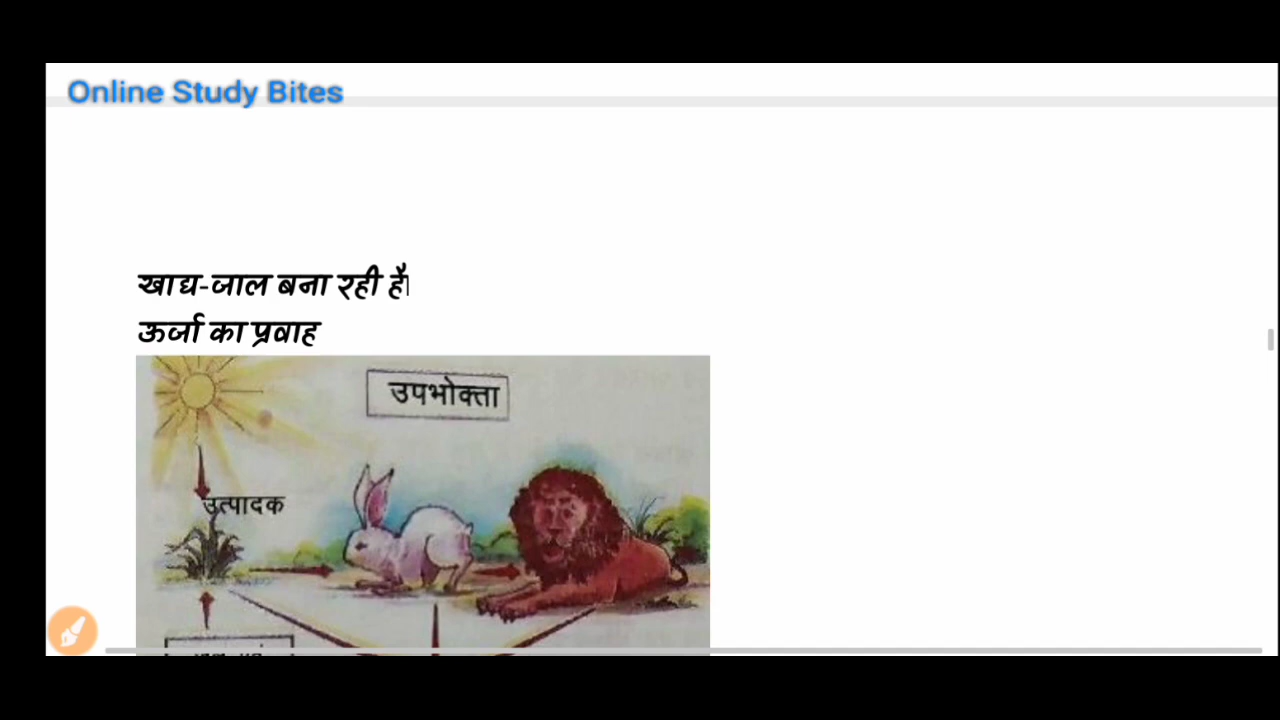 Online Study Bites
खाद्य-जाल बना रही है।
ऊर्जा का प्रवाह
उपभोक्ता
उत्पादक